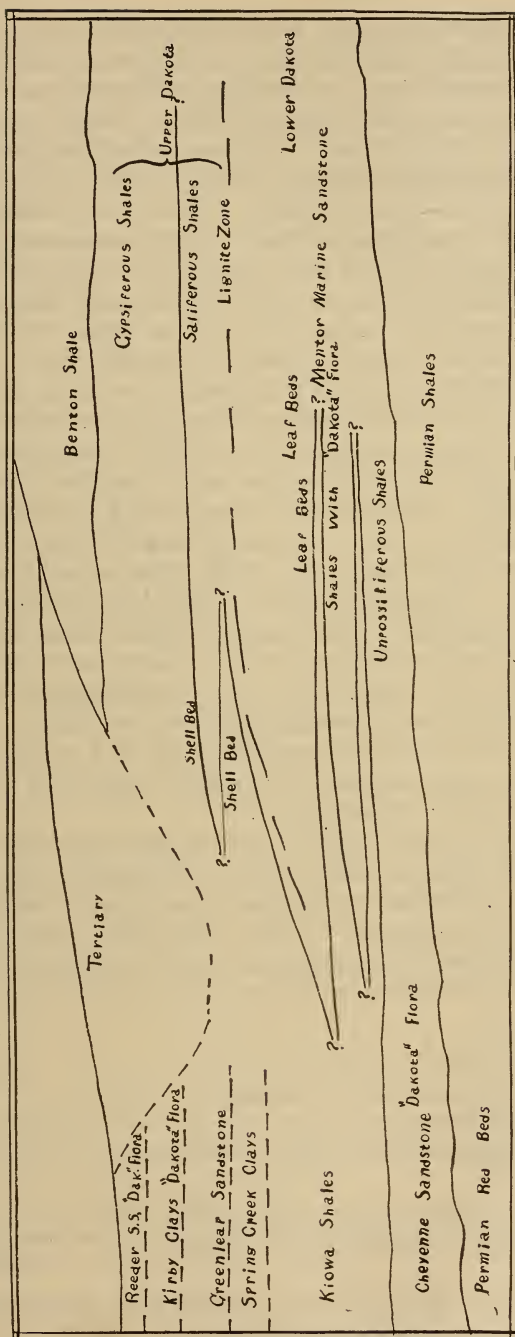 Tertiary
Benton Shale
Reeder S.S, "Dak." Flora
Kirby Clays "Dakota" Flora
Greenleaf Sandstone
Spring Creek Clays
Kiowa Shales
Cheyenne Sandstone "Dakota" Flora
Permian Red Beds
Gypsiferous Shales
Upper Dakota
?
Saliferous Shales
Lignite Zone
Shell Bed
Shell Bed
?
?
Lower Dakota
Leaf Beds
Leaf Beds
? Mentor Marine Sandstone
Shales with "Dakota" Flora
?
?
?
Unfossiliferous Shales
Permian Shales